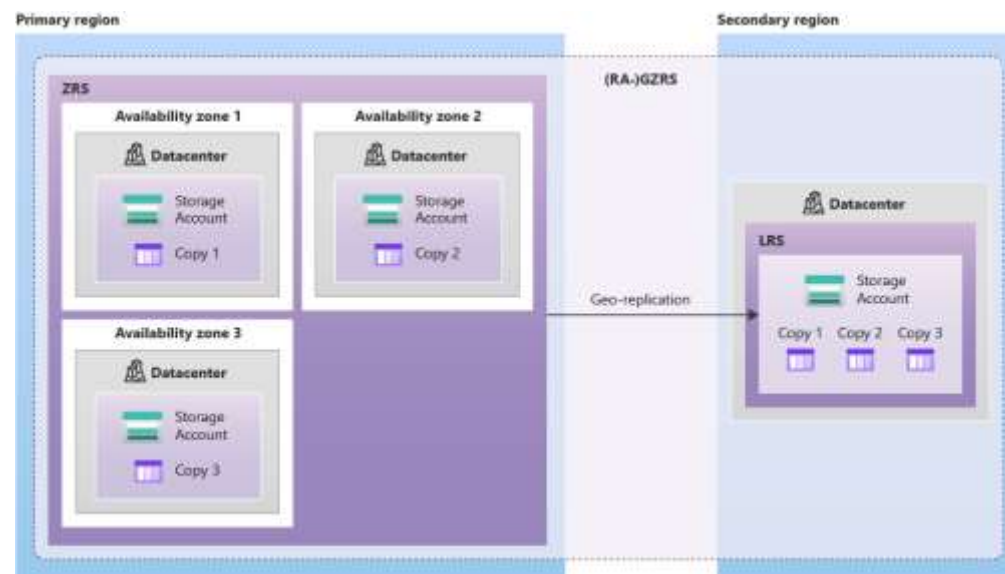 Primary region
Secondary region
(RA-)GZRS
ZRS
Availability zone 1
Datacenter
Storage
Account
Copy 1
Availability zone 2
Datacenter
Storage
Account
Copy 2
Availability zone 3
Datacenter
Storage
Account
Copy 3
Geo-replication
Datacenter
LRS
Storage
Account
Copy 1 Copy 2 Copy 3